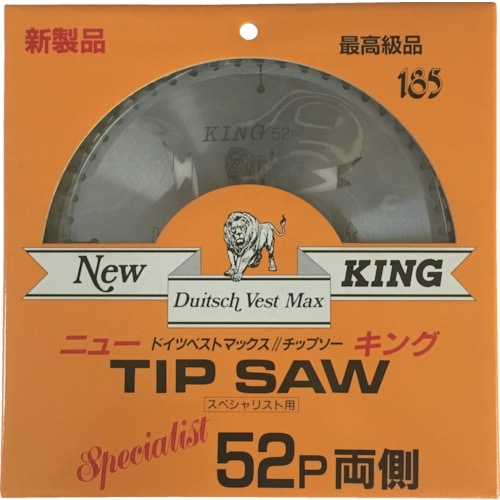 新製品
最高級品
185
KING 52P
New
KING
Duitsch Vest Max
ニュー ドイツベストマックス//チップソー キング
TIP SAW
スペシャリスト用
Specialist
52P両側